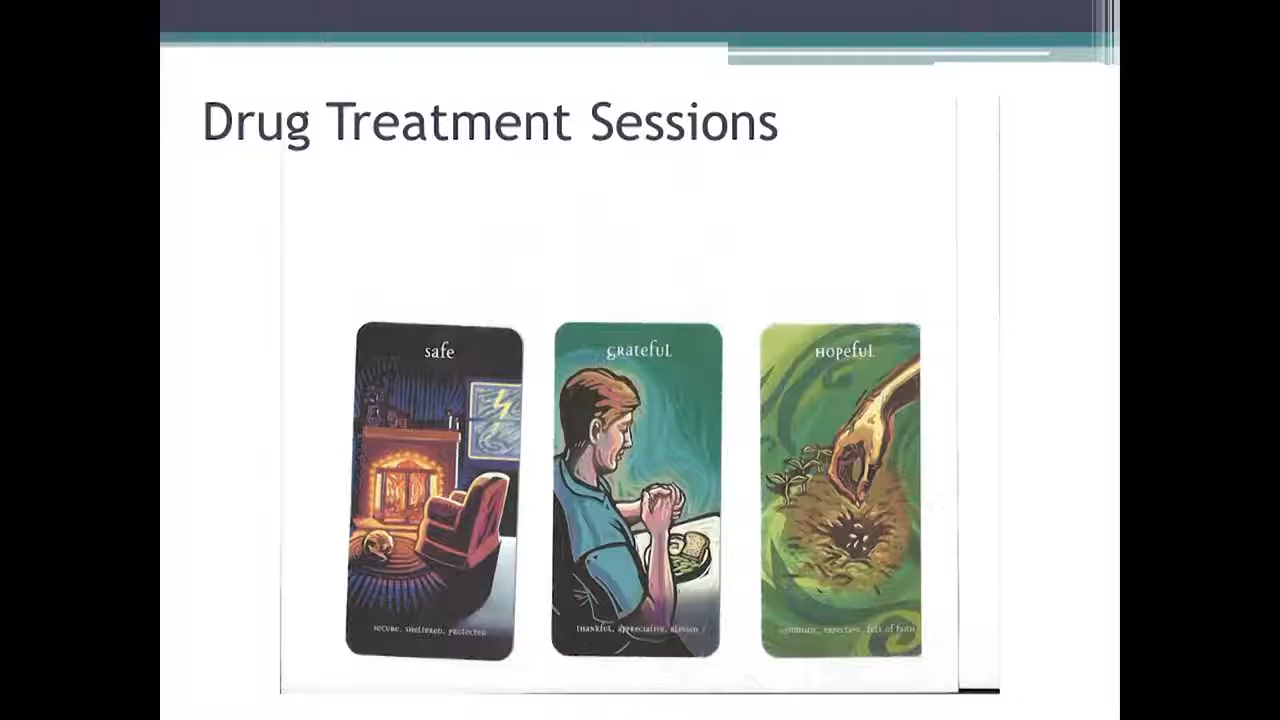 Drug Treatment Sessions
safe
grateful
Hopeful
secure, sheltered, protected
thankful, appreciative, blessed
optimistic, expectant, full of faith